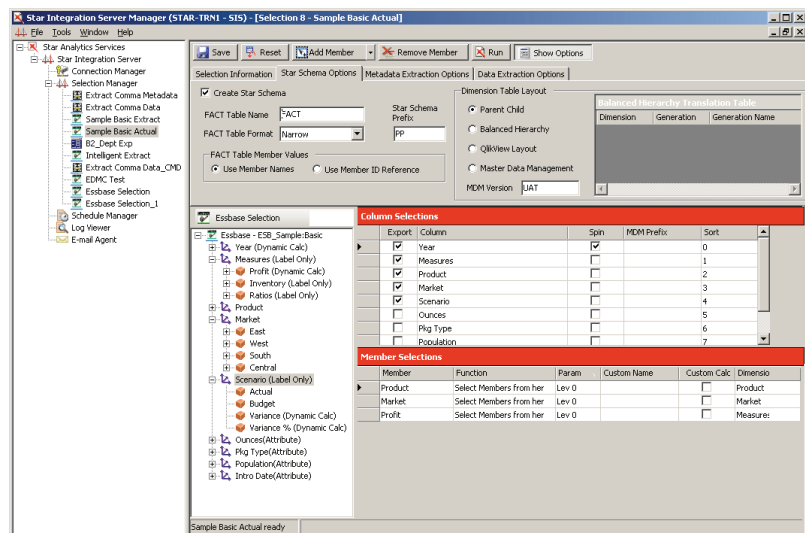 Star Integration Server Manager (STAR-TRN1 - SIS) - [Selection 8 - Sample Basic Actual]
File Tools Window Help
Star Analytics Services
Star Integration Server
Connection Manager
Selection Manager
Extract Comma Metadata
Extract Comma Data
Sample Basic Extract
Sample Basic Actual
B2_Dept Exp
Intelligent Extract
Extract Comma Data_CMD
EDMC Test
Essbase Selection
Essbase Selection_1
Schedule Manager
Log Viewer
E-mail Agent
Save Reset Add Member Remove Member Run Show Options
Selection Information Star Schema Options Metadata Extraction Options Data Extraction Options
Create Star Schema
FACT Table Name FACT
Star Schema Prefix PP
FACT Table Format Narrow
FACT Table Member Values
Use Member Names Use Member ID Reference
Dimension Table Layout
Parent Child
Balanced Hierarchy
QlikView Layout
Master Data Management
MDM Version UAT
Balanced Hierarchy Translation Table
Dimension Generation Generation Name
Essbase Selection
Essbase - ESB_Sample:Basic
Year (Dynamic Calc)
Measures (Label Only)
Profit (Dynamic Calc)
Inventory (Label Only)
Ratios (Label Only)
Product
Market
East
West
South
Central
Scenario (Label Only)
Actual
Budget
Variance (Dynamic Calc)
Variance % (Dynamic Calc)
Ounces(Attribute)
Pkg Type(Attribute)
Population(Attribute)
Intro Date(Attribute)
Column Selections
Export Column Spin MDM Prefix Sort
Year 0
Measures 1
Product 2
Market 3
Scenario 4
Ounces 5
Pkg Type 6
Population 7
Member Selections
Member Function Param Custom Name Custom Calc Dimensio
Product Select Members from her Lev 0 Product
Market Select Members from her Lev 0 Market
Profit Select Members from her Lev 0 Measures
Sample Basic Actual ready